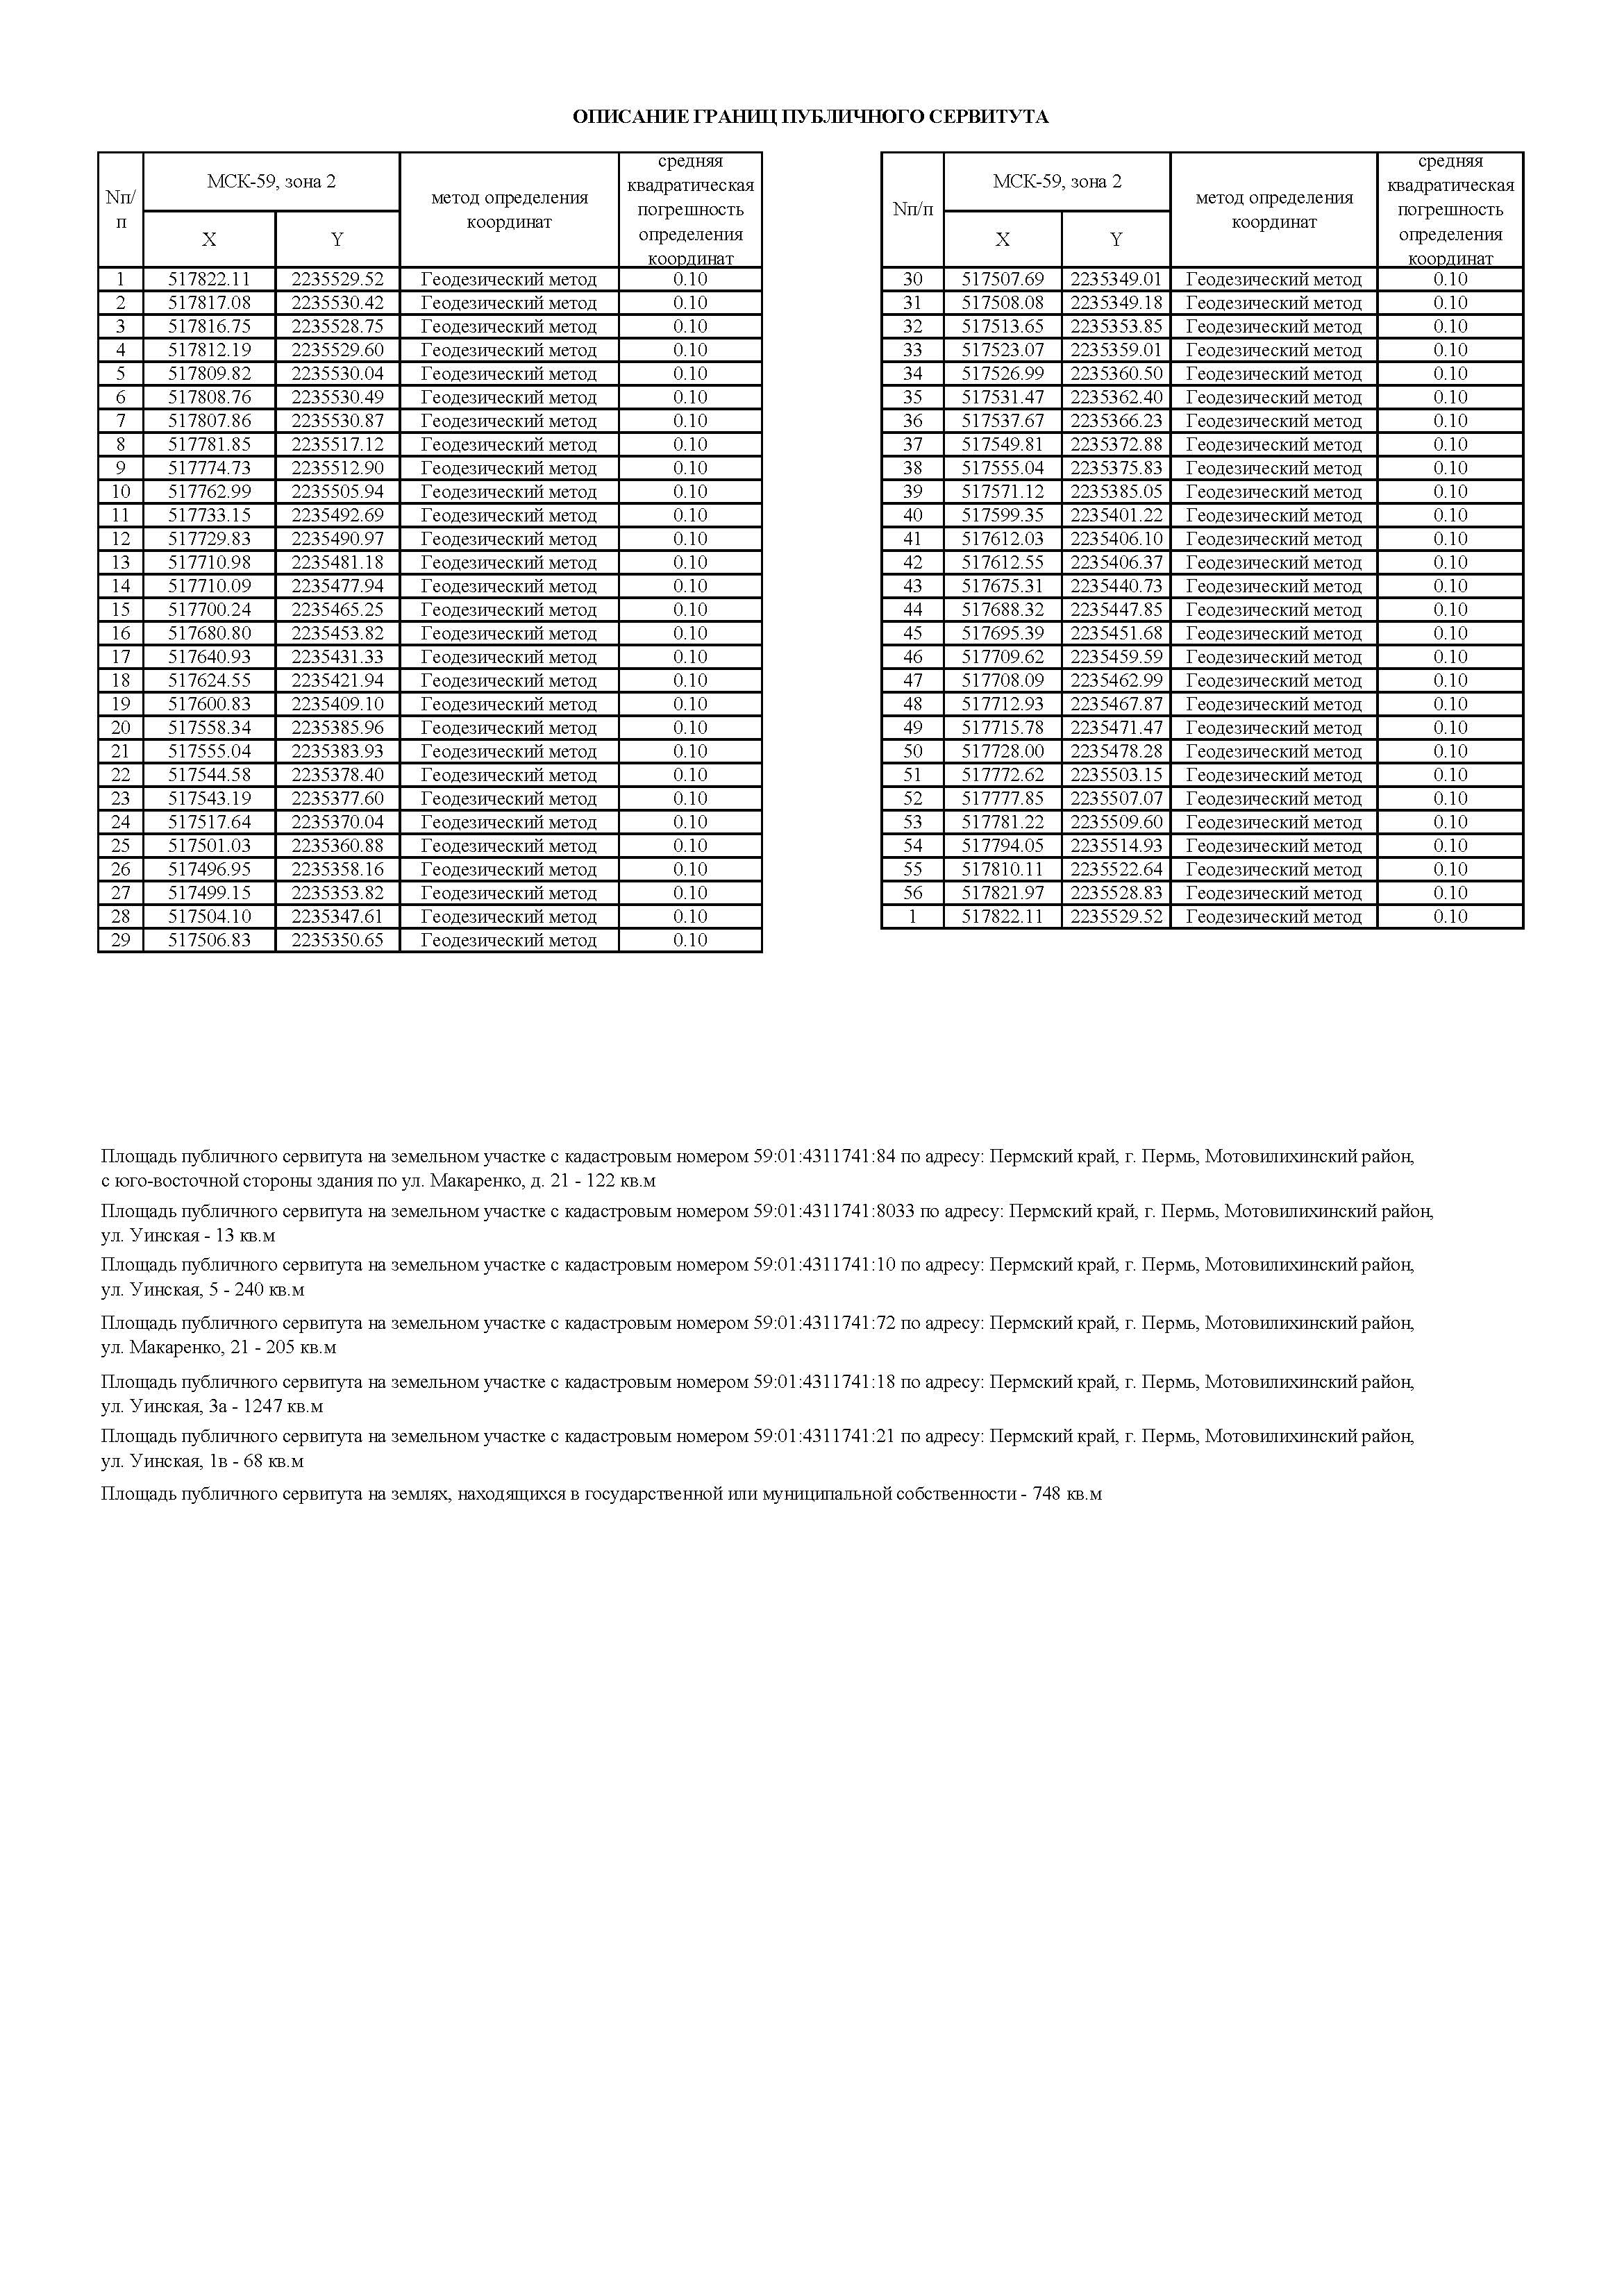 ОПИСАНИЕ ГРАНИЦ ПУБЛИЧНОГО СЕРВИТУТА
Nп/п МСК-59, зона 2 метод определения координат средняя квадратическая погрешность определения координат
X Y
1 517822.11 2235529.52 Геодезический метод 0.10
2 517817.08 2235530.42 Геодезический метод 0.10
3 517816.75 2235528.75 Геодезический метод 0.10
4 517812.19 2235529.60 Геодезический метод 0.10
5 517809.82 2235530.04 Геодезический метод 0.10
6 517808.76 2235530.49 Геодезический метод 0.10
7 517807.86 2235530.87 Геодезический метод 0.10
8 517781.85 2235517.12 Геодезический метод 0.10
9 517774.73 2235512.90 Геодезический метод 0.10
10 517762.99 2235505.94 Геодезический метод 0.10
11 517733.15 2235492.69 Геодезический метод 0.10
12 517729.83 2235490.97 Геодезический метод 0.10
13 517710.98 2235481.18 Геодезический метод 0.10
14 517710.09 2235477.94 Геодезический метод 0.10
15 517700.24 2235465.25 Геодезический метод 0.10
16 517680.80 2235453.82 Геодезический метод 0.10
17 517640.93 2235431.33 Геодезический метод 0.10
18 517624.55 2235421.94 Геодезический метод 0.10
19 517600.83 2235409.10 Геодезический метод 0.10
20 517558.34 2235385.96 Геодезический метод 0.10
21 517555.04 2235383.93 Геодезический метод 0.10
22 517544.58 2235378.40 Геодезический метод 0.10
23 517543.19 2235377.60 Геодезический метод 0.10
24 517517.64 2235370.04 Геодезический метод 0.10
25 517501.03 2235360.88 Геодезический метод 0.10
26 517496.95 2235358.16 Геодезический метод 0.10
27 517499.15 2235353.82 Геодезический метод 0.10
28 517504.10 2235347.61 Геодезический метод 0.10
29 517506.83 2235350.65 Геодезический метод 0.10
Nп/п МСК-59, зона 2 метод определения координат средняя квадратическая погрешность определения координат
X Y
30 517507.69 2235349.01 Геодезический метод 0.10
31 517508.08 2235349.18 Геодезический метод 0.10
32 517513.65 2235353.85 Геодезический метод 0.10
33 517523.07 2235359.01 Геодезический метод 0.10
34 517526.99 2235360.50 Геодезический метод 0.10
35 517531.47 2235362.40 Геодезический метод 0.10
36 517537.67 2235366.23 Геодезический метод 0.10
37 517549.81 2235372.88 Геодезический метод 0.10
38 517555.04 2235375.83 Геодезический метод 0.10
39 517571.12 2235385.05 Геодезический метод 0.10
40 517599.35 2235401.22 Геодезический метод 0.10
41 517612.03 2235406.10 Геодезический метод 0.10
42 517612.55 2235406.37 Геодезический метод 0.10
43 517675.31 2235440.73 Геодезический метод 0.10
44 517688.32 2235447.85 Геодезический метод 0.10
45 517695.39 2235451.68 Геодезический метод 0.10
46 517709.62 2235459.59 Геодезический метод 0.10
47 517708.09 2235462.99 Геодезический метод 0.10
48 517712.93 2235467.87 Геодезический метод 0.10
49 517715.78 2235471.47 Геодезический метод 0.10
50 517728.00 2235478.28 Геодезический метод 0.10
51 517772.62 2235503.15 Геодезический метод 0.10
52 517777.85 2235507.07 Геодезический метод 0.10
53 517781.22 2235509.60 Геодезический метод 0.10
54 517794.05 2235514.93 Геодезический метод 0.10
55 517810.11 2235522.64 Геодезический метод 0.10
56 517821.97 2235528.83 Геодезический метод 0.10
1 517822.11 2235529.52 Геодезический метод 0.10
Площадь публичного сервитута на земельном участке с кадастровым номером 59:01:4311741:84 по адресу: Пермский край, г. Пермь, Мотовилихинский район,
с юго-восточной стороны здания по ул. Макаренко, д. 21 - 122 кв.м
Площадь публичного сервитута на земельном участке с кадастровым номером 59:01:4311741:8033 по адресу: Пермский край, г. Пермь, Мотовилихинский район,
ул. Уинская - 13 кв.м
Площадь публичного сервитута на земельном участке с кадастровым номером 59:01:4311741:10 по адресу: Пермский край, г. Пермь, Мотовилихинский район,
ул. Уинская, 5 - 240 кв.м
Площадь публичного сервитута на земельном участке с кадастровым номером 59:01:4311741:72 по адресу: Пермский край, г. Пермь, Мотовилихинский район,
ул. Макаренко, 21 - 205 кв.м
Площадь публичного сервитута на земельном участке с кадастровым номером 59:01:4311741:18 по адресу: Пермский край, г. Пермь, Мотовилихинский район,
ул. Уинская, 3а - 1247 кв.м
Площадь публичного сервитута на земельном участке с кадастровым номером 59:01:4311741:21 по адресу: Пермский край, г. Пермь, Мотовилихинский район,
ул. Уинская, 1в - 68 кв.м
Площадь публичного сервитута на землях, находящихся в государственной или муниципальной собственности - 748 кв.м